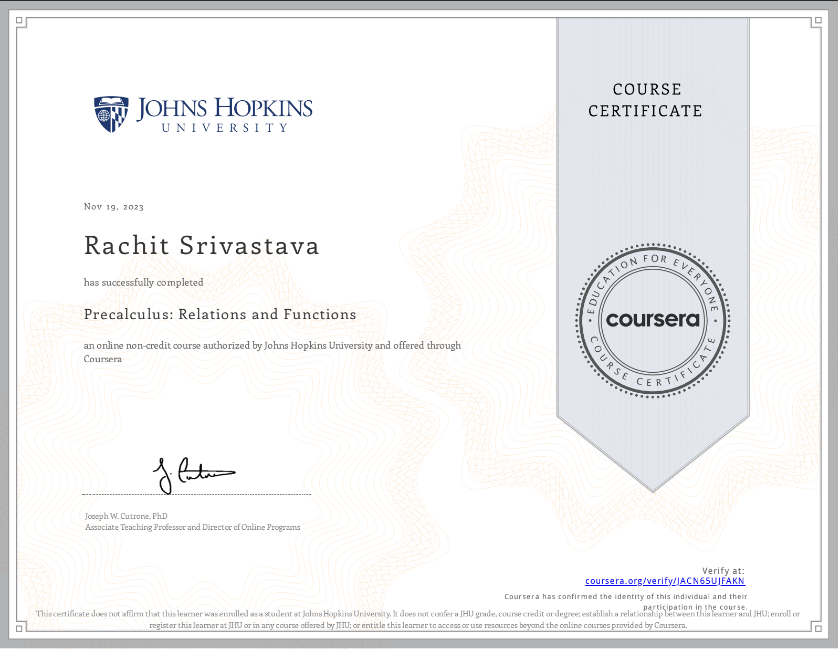 JOHNS HOPKINS
UNIVERSITY
COURSE
CERTIFICATE
Nov 19, 2023
Rachit Srivastava
has successfully completed
Precalculus: Relations and Functions
an online non-credit course authorized by Johns Hopkins University and offered through
Coursera
EDUCATION FOR EVERYONE
coursera
COURSE CERTIFICATE
J. Cutrone
Joseph W. Cutrone, PhD
Associate Teaching Professor and Director of Online Programs
Verify at:
coursera.org/verify/JACN65UJFAKN
Coursera has confirmed the identity of this individual and their
participation in the course.
This certificate does not affirm that this learner was enrolled as a student at Johns Hopkins University. It does not confer a JHU grade, course credit or degree; establish a relationship between this learner and JHU; enroll or
register this learner at JHU or in any course offered by JHU; or entitle this learner to access or use resources beyond the online courses provided by Coursera.